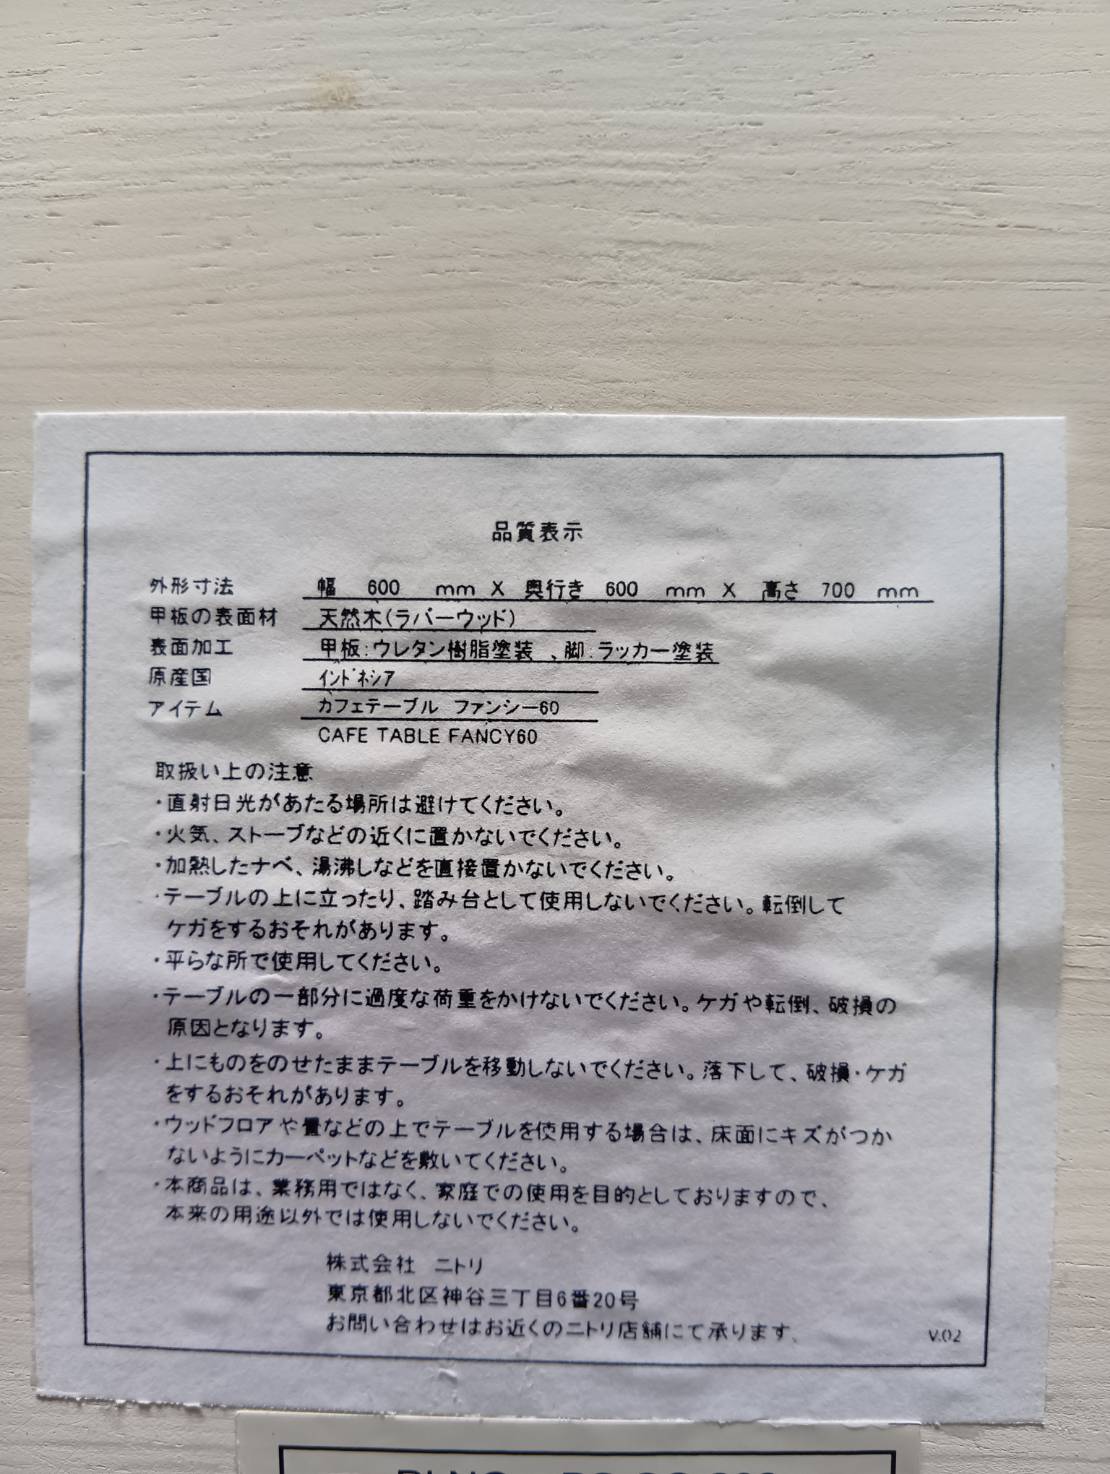 品質表示
外形寸法 幅 600 mm X 奥行き 600 mm X 高さ 700 mm
甲板の表面材 天然木(ラバーウッド)
表面加工 甲板:ウレタン樹脂塗装 、脚:ラッカー塗装
原産国 インドネシア
アイテム カフェテーブル ファンシー60
CAFE TABLE FANCY60
取扱い上の注意
・直射日光があたる場所は避けてください。
・火気、ストーブなどの近くに置かないでください。
・加熱したナベ、湯沸しなどを直接置かないでください。
・テーブルの上に立ったり、踏み台として使用しないでください。転倒して
ケガをするおそれがあります。
・平らな所で使用してください。
・テーブルの一部分に過度な荷重をかけないでください。ケガや転倒、破損の
原因となります。
・上にものをのせたままテーブルを移動しないでください。落下して、破損・ケガ
をするおそれがあります。
・ウッドフロアや畳などの上でテーブルを使用する場合は、床面にキズがつか
ないようにカーペットなどを敷いてください。
・本商品は、業務用ではなく、家庭での使用を目的としておりますので、
本来の用途以外では使用しないでください。
株式会社 ニトリ
東京都北区神谷三丁目6番20号
お問い合わせはお近くのニトリ店舗にて承ります。
V.02